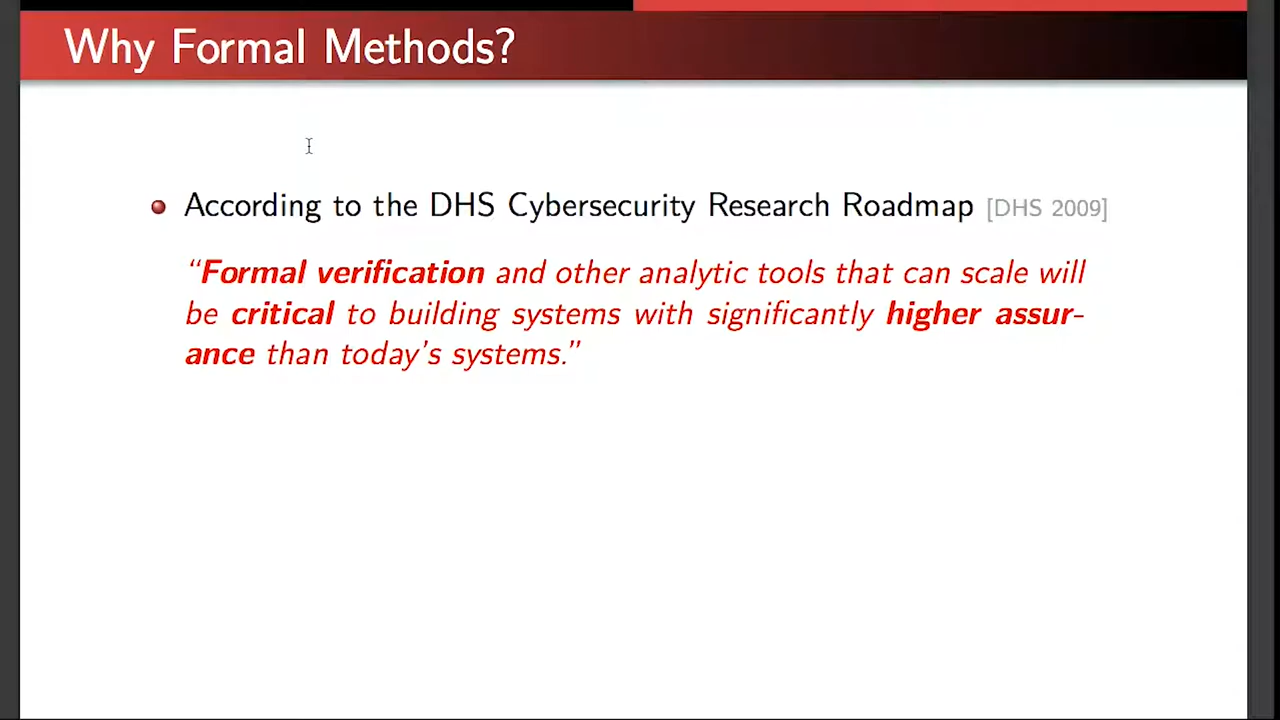 Why Formal Methods?
According to the DHS Cybersecurity Research Roadmap [DHS 2009]
“Formal verification and other analytic tools that can scale will
be critical to building systems with significantly higher assur-
ance than today's systems.”